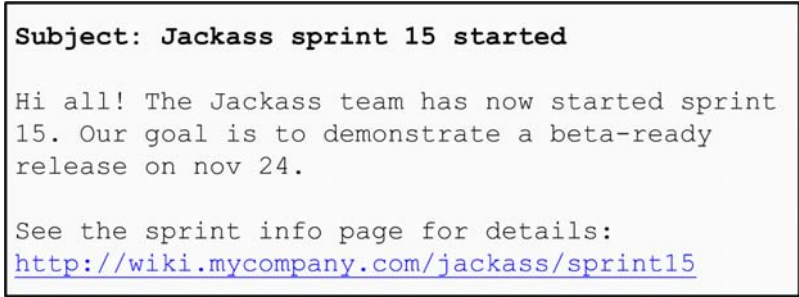 Subject: Jackass sprint 15 started
Hi all! The Jackass team has now started sprint
15. Our goal is to demonstrate a beta-ready
release on nov 24.
See the sprint info page for details:
http://wiki.mycompany.com/jackass/sprint15